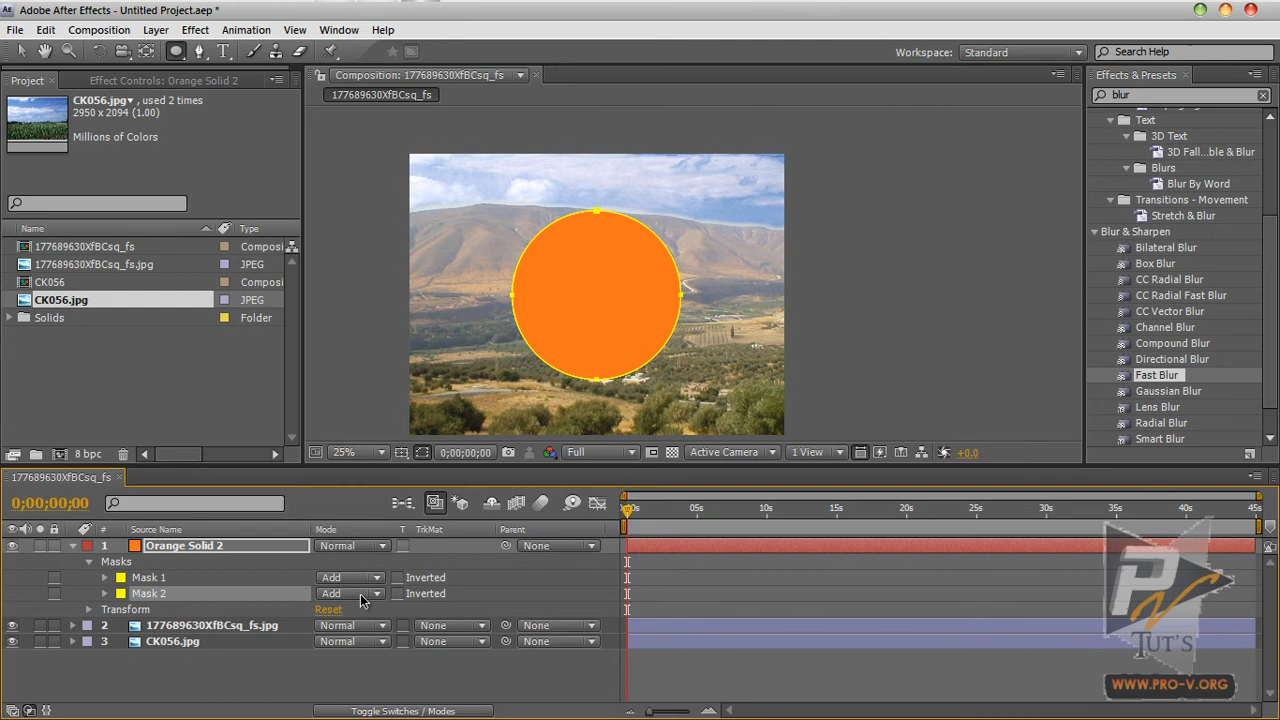 Adobe After Effects - Untitled Project.aep *
File Edit Composition Layer Effect Animation View Window Help
Workspace: Standard Search Help
Project Effect Controls: Orange Solid 2
CK056.jpg , used 2 times
2950 x 2094 (1.00)
Millions of Colors
Name Type
177689630XfBCsq_fs Composi
177689630XfBCsq_fs.jpg JPEG
CK056 Composi
CK056.jpg JPEG
Solids Folder
8 bpc
Composition: 177689630XfBCsq_fs
177689630XfBCsq_fs
25% 0;00;00;00 Full Active Camera 1 View +0.0
Effects & Presets
blur
Text
3D Text
3D Fall...ble & Blur
Blurs
Blur By Word
Transitions - Movement
Stretch & Blur
Blur & Sharpen
Bilateral Blur
Box Blur
CC Radial Blur
CC Radial Fast Blur
CC Vector Blur
Channel Blur
Compound Blur
Directional Blur
Fast Blur
Gaussian Blur
Lens Blur
Radial Blur
Smart Blur
177689630XfBCsq_fs
0;00;00;00
05s 10s 15s 20s 25s 30s 35s 40s 45s
# Source Name Mode T TrkMat Parent
1 Orange Solid 2 Normal None
Masks
Mask 1 Add Inverted
Mask 2 Add Inverted
Transform Reset
2 177689630XfBCsq_fs.jpg Normal None None
3 CK056.jpg Normal None None
Toggle Switches / Modes
PV
TUT'S
WWW.PRO-V.ORG